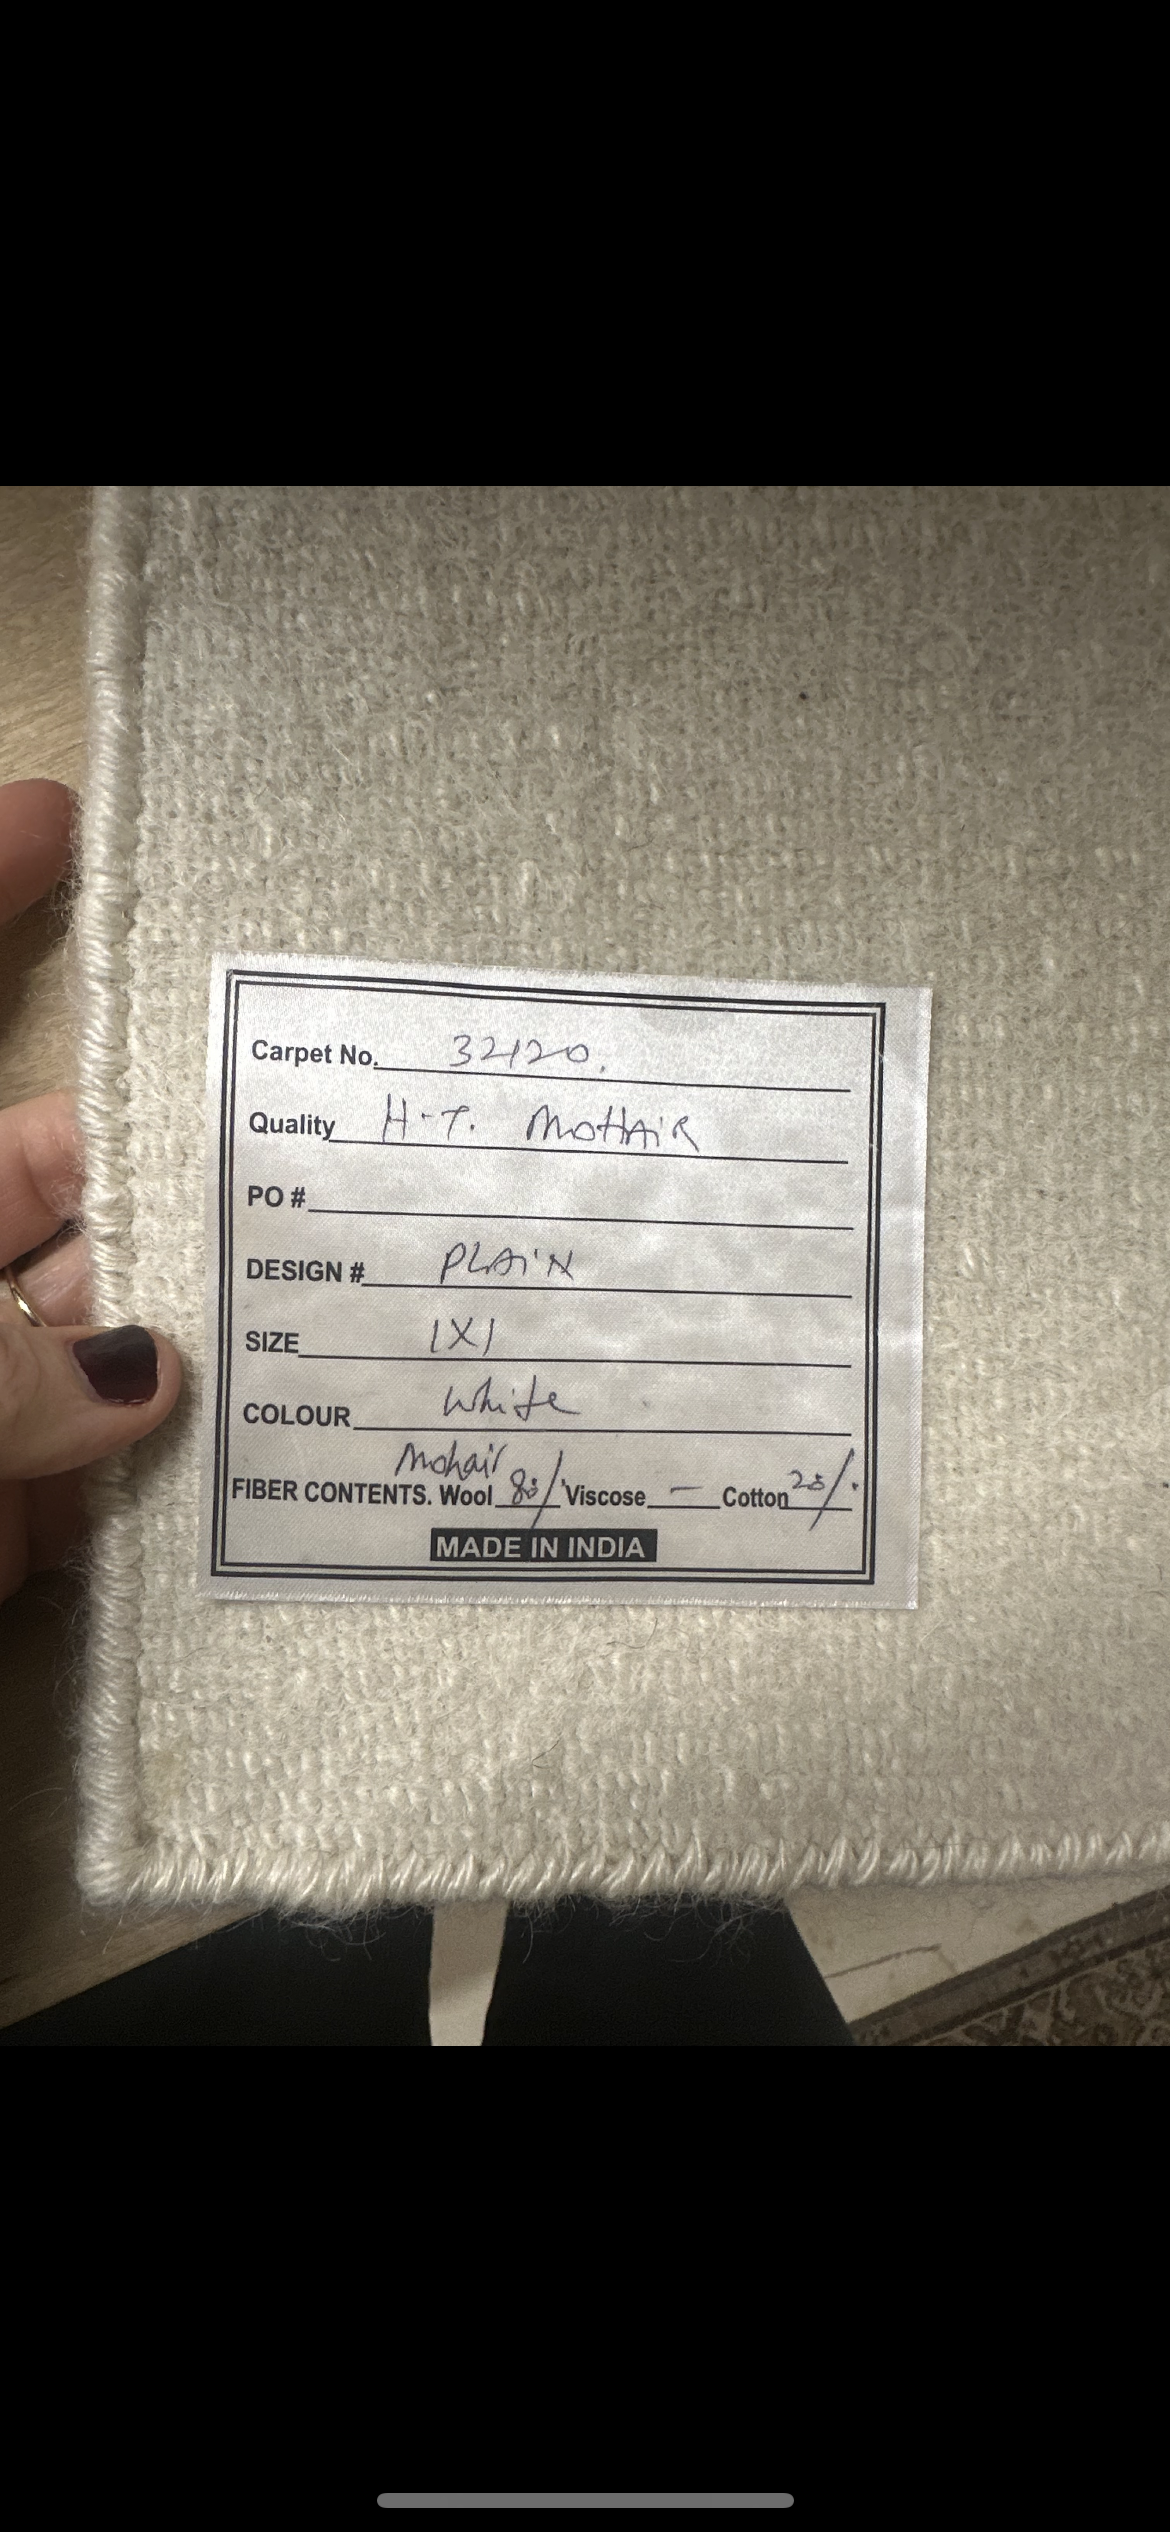 Carpet No. 32120.
Quality H-T. MOHAIR
PO #
DESIGN # PLAIN
SIZE 1X1
COLOUR White
Mohair
FIBER CONTENTS. Wool 80% Viscose — Cotton 20%
MADE IN INDIA